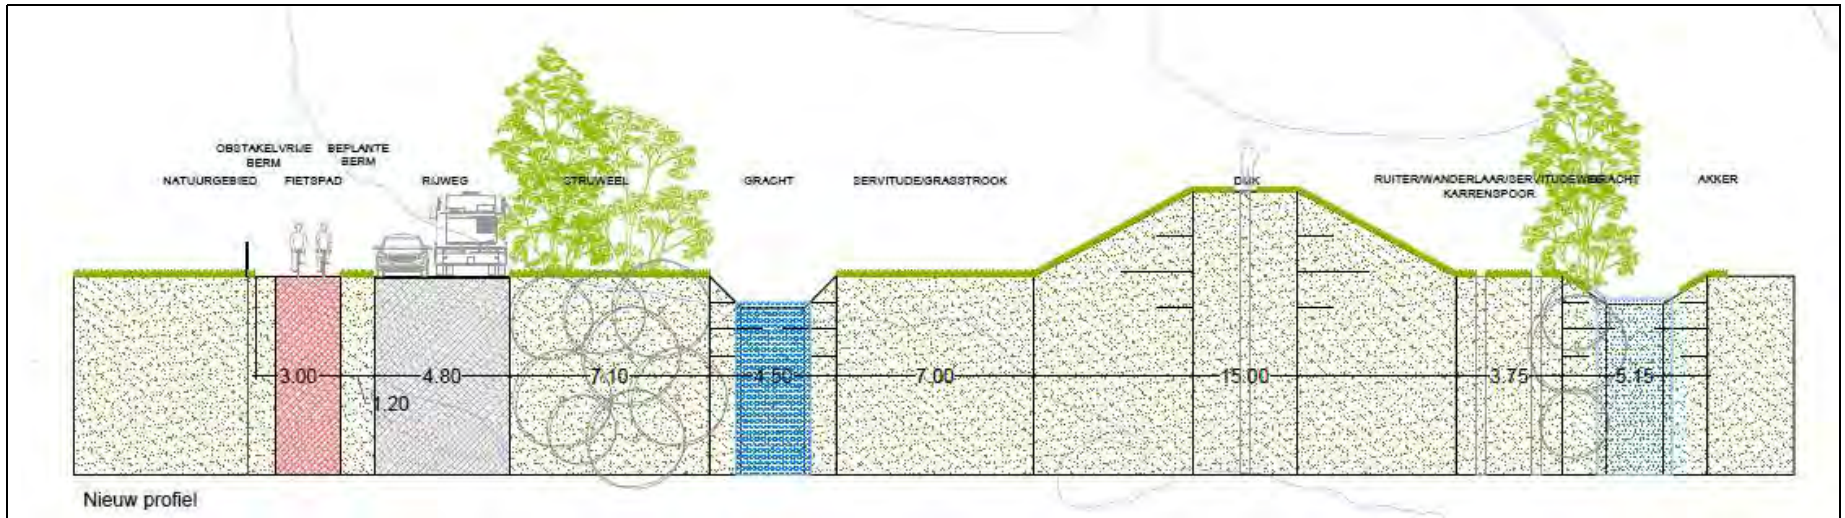 OBSTAKELVRIJE BERM
BEPLANTE BERM
NATUURGEBIED
FIETSPAD
RIJWEG
STRUWEEL
GRACHT
SERVITUDE/GRASSTROOK
DIJK
RUITER/WANDELAAR/SERVITUDEWEG
KARRENSPOOR
GRACHT
AKKER
3.00
4.80
7.10
4.50
7.00
15.00
3.75
5.15
1.20
Nieuw profiel